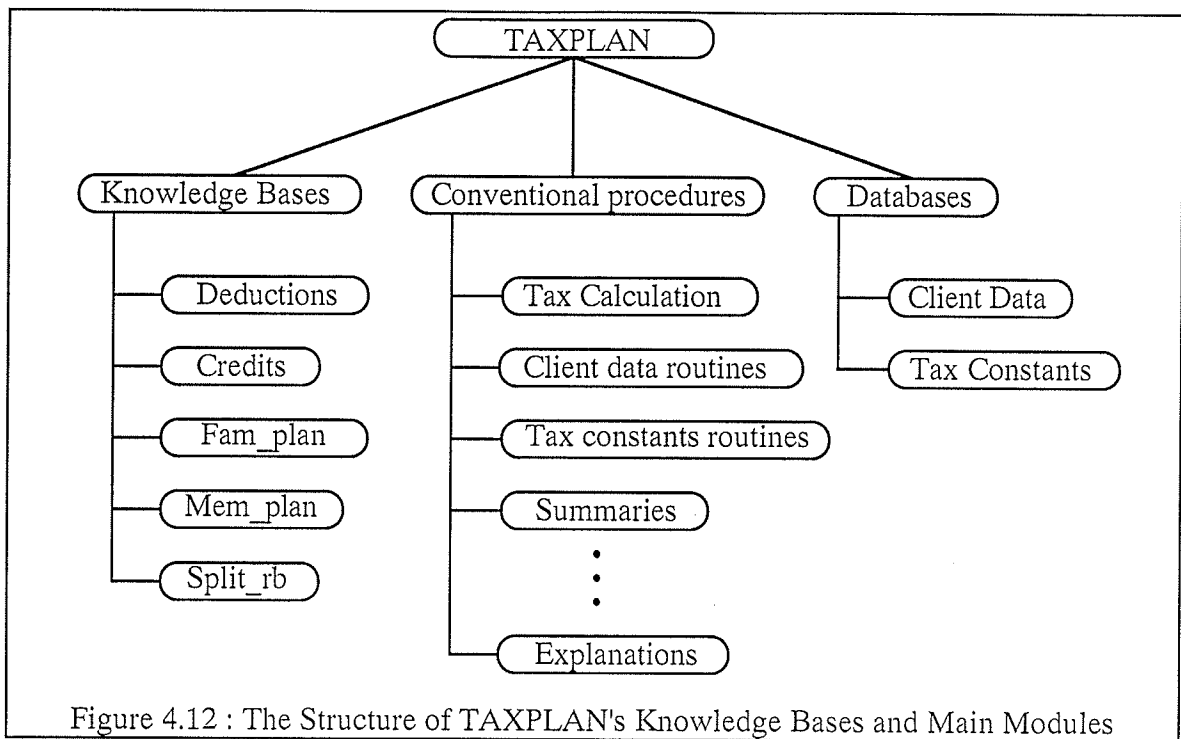 TAXPLAN
Knowledge Bases
Conventional procedures
Databases
Deductions
Credits
Fam_plan
Mem_plan
Split_rb
Tax Calculation
Client data routines
Tax constants routines
Summaries
Explanations
Client Data
Tax Constants
Figure 4.12 : The Structure of TAXPLAN's Knowledge Bases and Main Modules